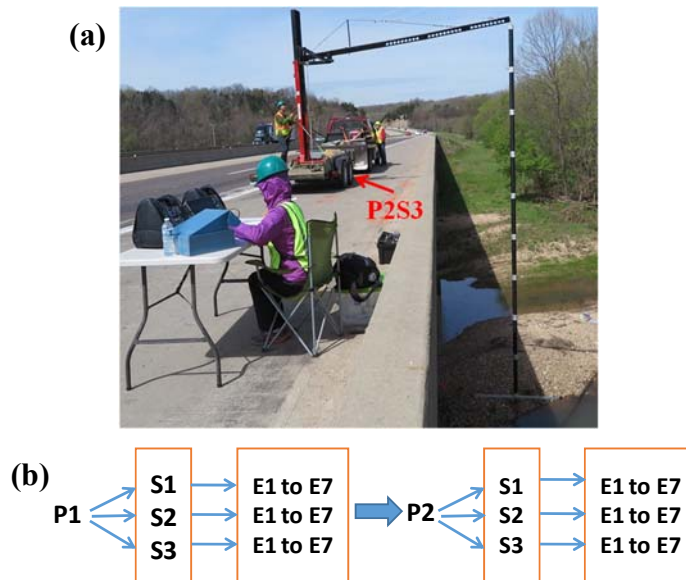 (a)
P2S3
(b)
S1 E1 to E7 S1 E1 to E7
P1 S2 E1 to E7 P2 S2 E1 to E7
S3 E1 to E7 S3 E1 to E7